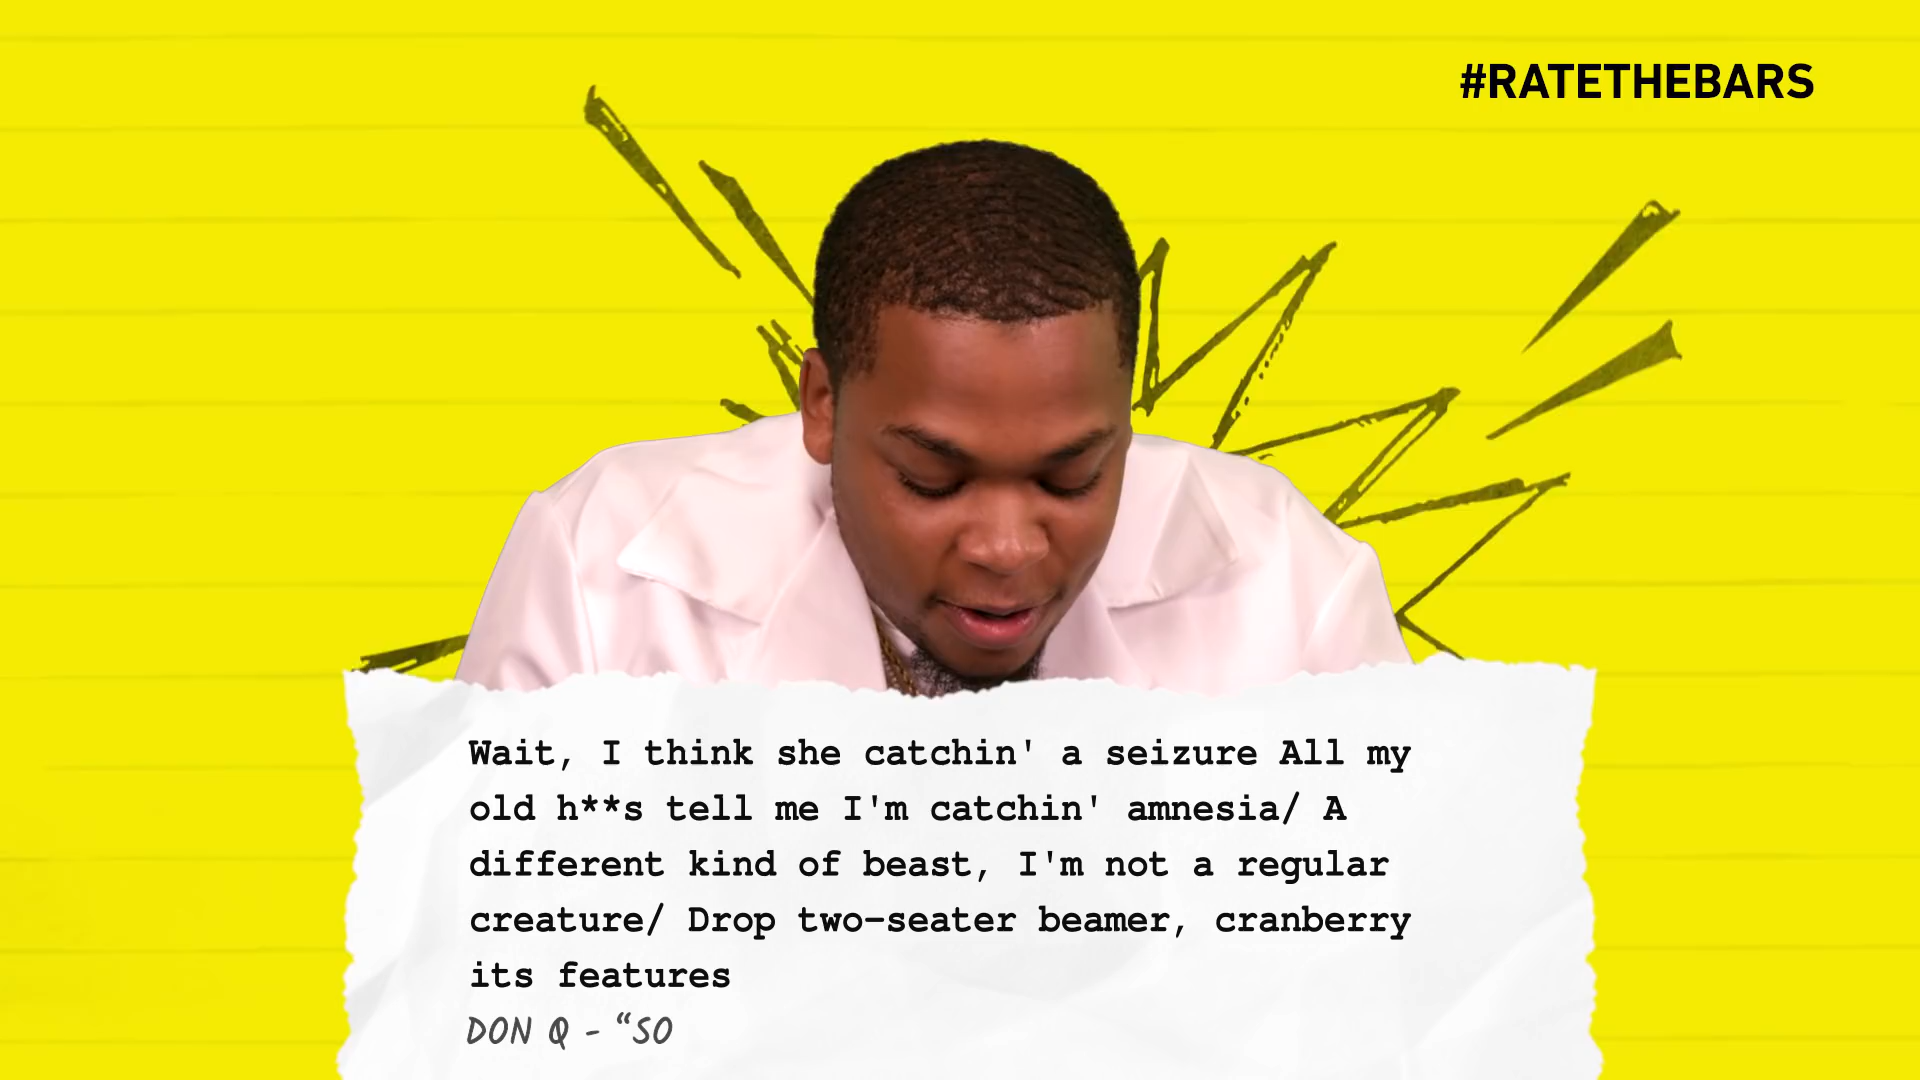 #RATETHEBARS
Wait, I think she catchin' a seizure All my
old h**s tell me I'm catchin' amnesia/ A
different kind of beast, I'm not a regular
creature/ Drop two-seater beamer, cranberry
its features
DON Q - “SO